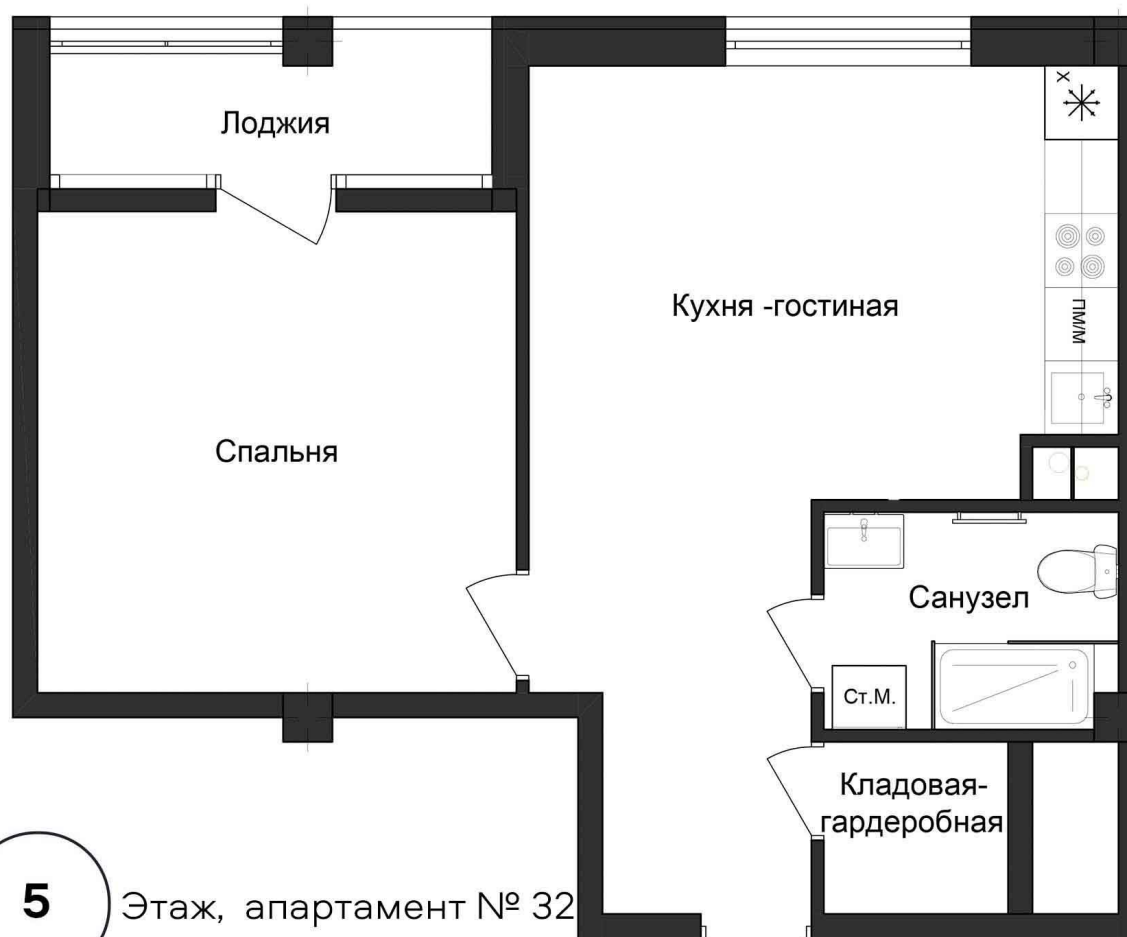 Лоджия
Х
Кухня -гостиная
ПМ/М
Спальня
Санузел
Ст.М.
Кладовая-
гардеробная
5
Этаж, апартамент № 32